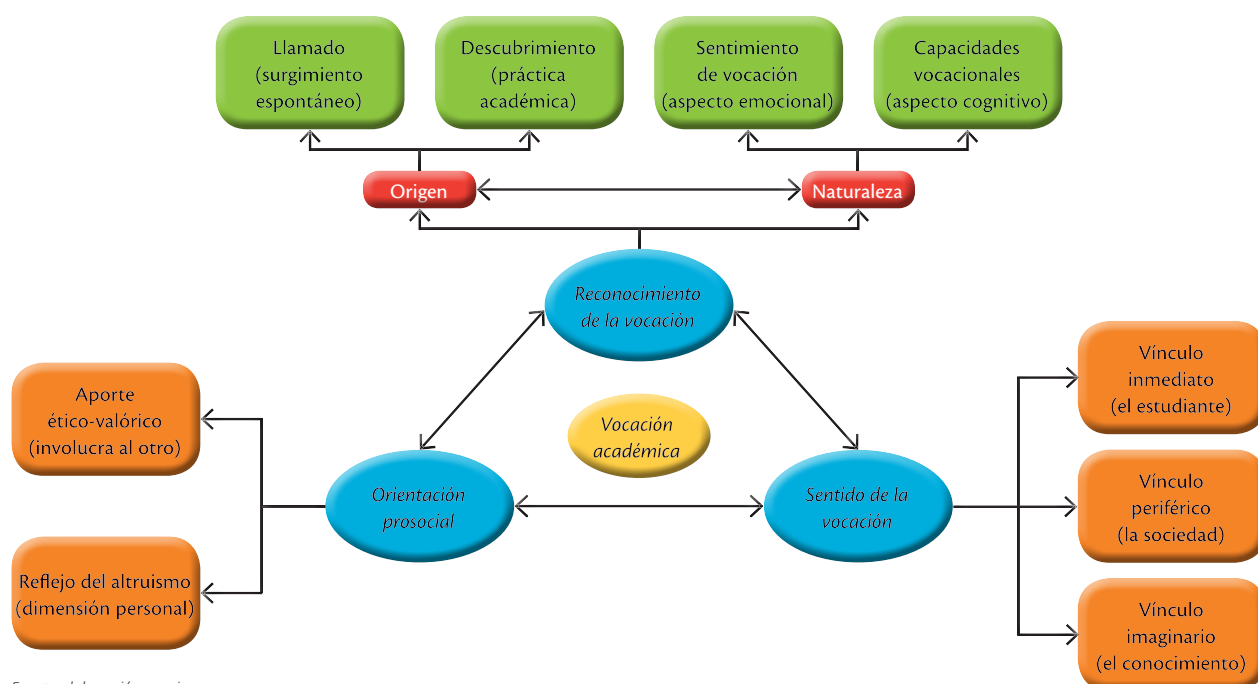 Llamado
(surgimiento
espontáneo)
Descubrimiento
(práctica
académica)
Sentimiento
de vocación
(aspecto emocional)
Capacidades
vocacionales
(aspecto cognitivo)
Origen
Naturaleza
Reconocimiento
de la vocación
Vocación
académica
Orientación
prosocial
Sentido de la
vocación
Aporte
ético-valórico
(involucra al otro)
Reflejo del altruismo
(dimensión personal)
Vínculo
inmediato
(el estudiante)
Vínculo
periférico
(la sociedad)
Vínculo
imaginario
(el conocimiento)